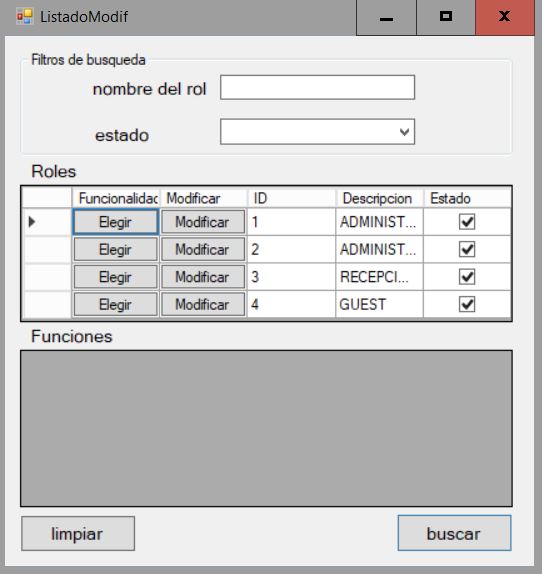 ListadoModif
Filtros de busqueda
nombre del rol
estado
Roles
Funcionalidac Modificar ID Descripcion Estado
Elegir Modificar 1 ADMINIST...
Elegir Modificar 2 ADMINIST...
Elegir Modificar 3 RECEPCI...
Elegir Modificar 4 GUEST
Funciones
limpiar buscar